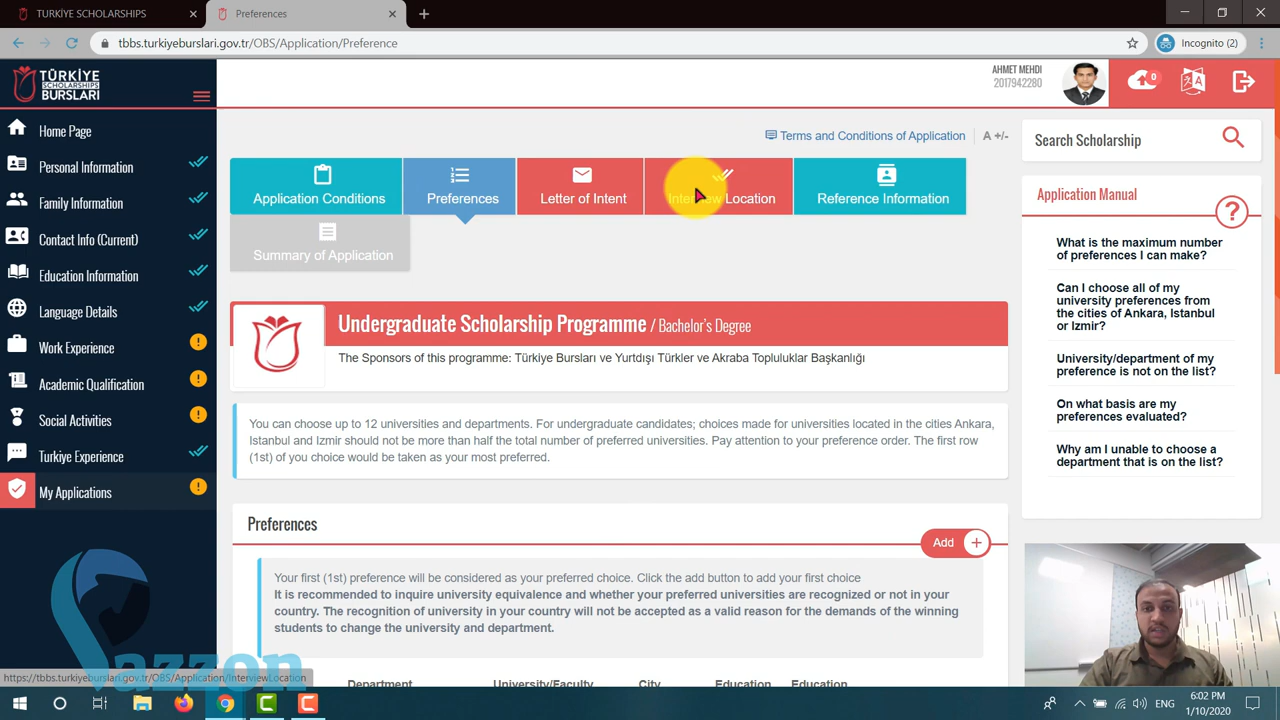 TURKİYE SCHOLARSHIPS
Preferences
tbbs.turkiyeburslari.gov.tr/OBS/Application/Preference
Incognito (2)
TÜRKİYE
SCHOLARSHIPS
BURSLARI
AHMET MEHDI
2017942280
0
Home Page
Personal Information
Family Information
Contact Info (Current)
Education Information
Language Details
Work Experience
Academic Qualification
Social Activities
Turkiye Experience
My Applications
Terms and Conditions of Application
A +/-
Application Conditions
Preferences
Letter of Intent
Interview Location
Reference Information
Summary of Application
Undergraduate Scholarship Programme / Bachelor's Degree
The Sponsors of this programme: Türkiye Bursları ve Yurtdışı Türkler ve Akraba Topluluklar Başkanlığı
You can choose up to 12 universities and departments. For undergraduate candidates; choices made for universities located in the cities Ankara,
Istanbul and Izmir should not be more than half the total number of preferred universities. Pay attention to your preference order. The first row
(1st) of you choice would be taken as your most preferred.
Preferences
Add +
Your first (1st) preference will be considered as your preferred choice. Click the add button to add your first choice
It is recommended to inquire university equivalence and whether your preferred universities are recognized or not in your
country. The recognition of university in your country will not be accepted as a valid reason for the demands of the winning
students to change the university and department.
Department University/Faculty City Education Education
Search Scholarship
Application Manual
?
What is the maximum number
of preferences I can make?
Can I choose all of my
university preferences from
the cities of Ankara, Istanbul
or Izmir?
University/department of my
preference is not on the list?
On what basis are my
preferences evaluated?
Why am I unable to choose a
department that is on the list?
azzon
https://tbbs.turkiyeburslari.gov.tr/OBS/Application/InterviewLocation
ENG
6:02 PM
1/10/2020